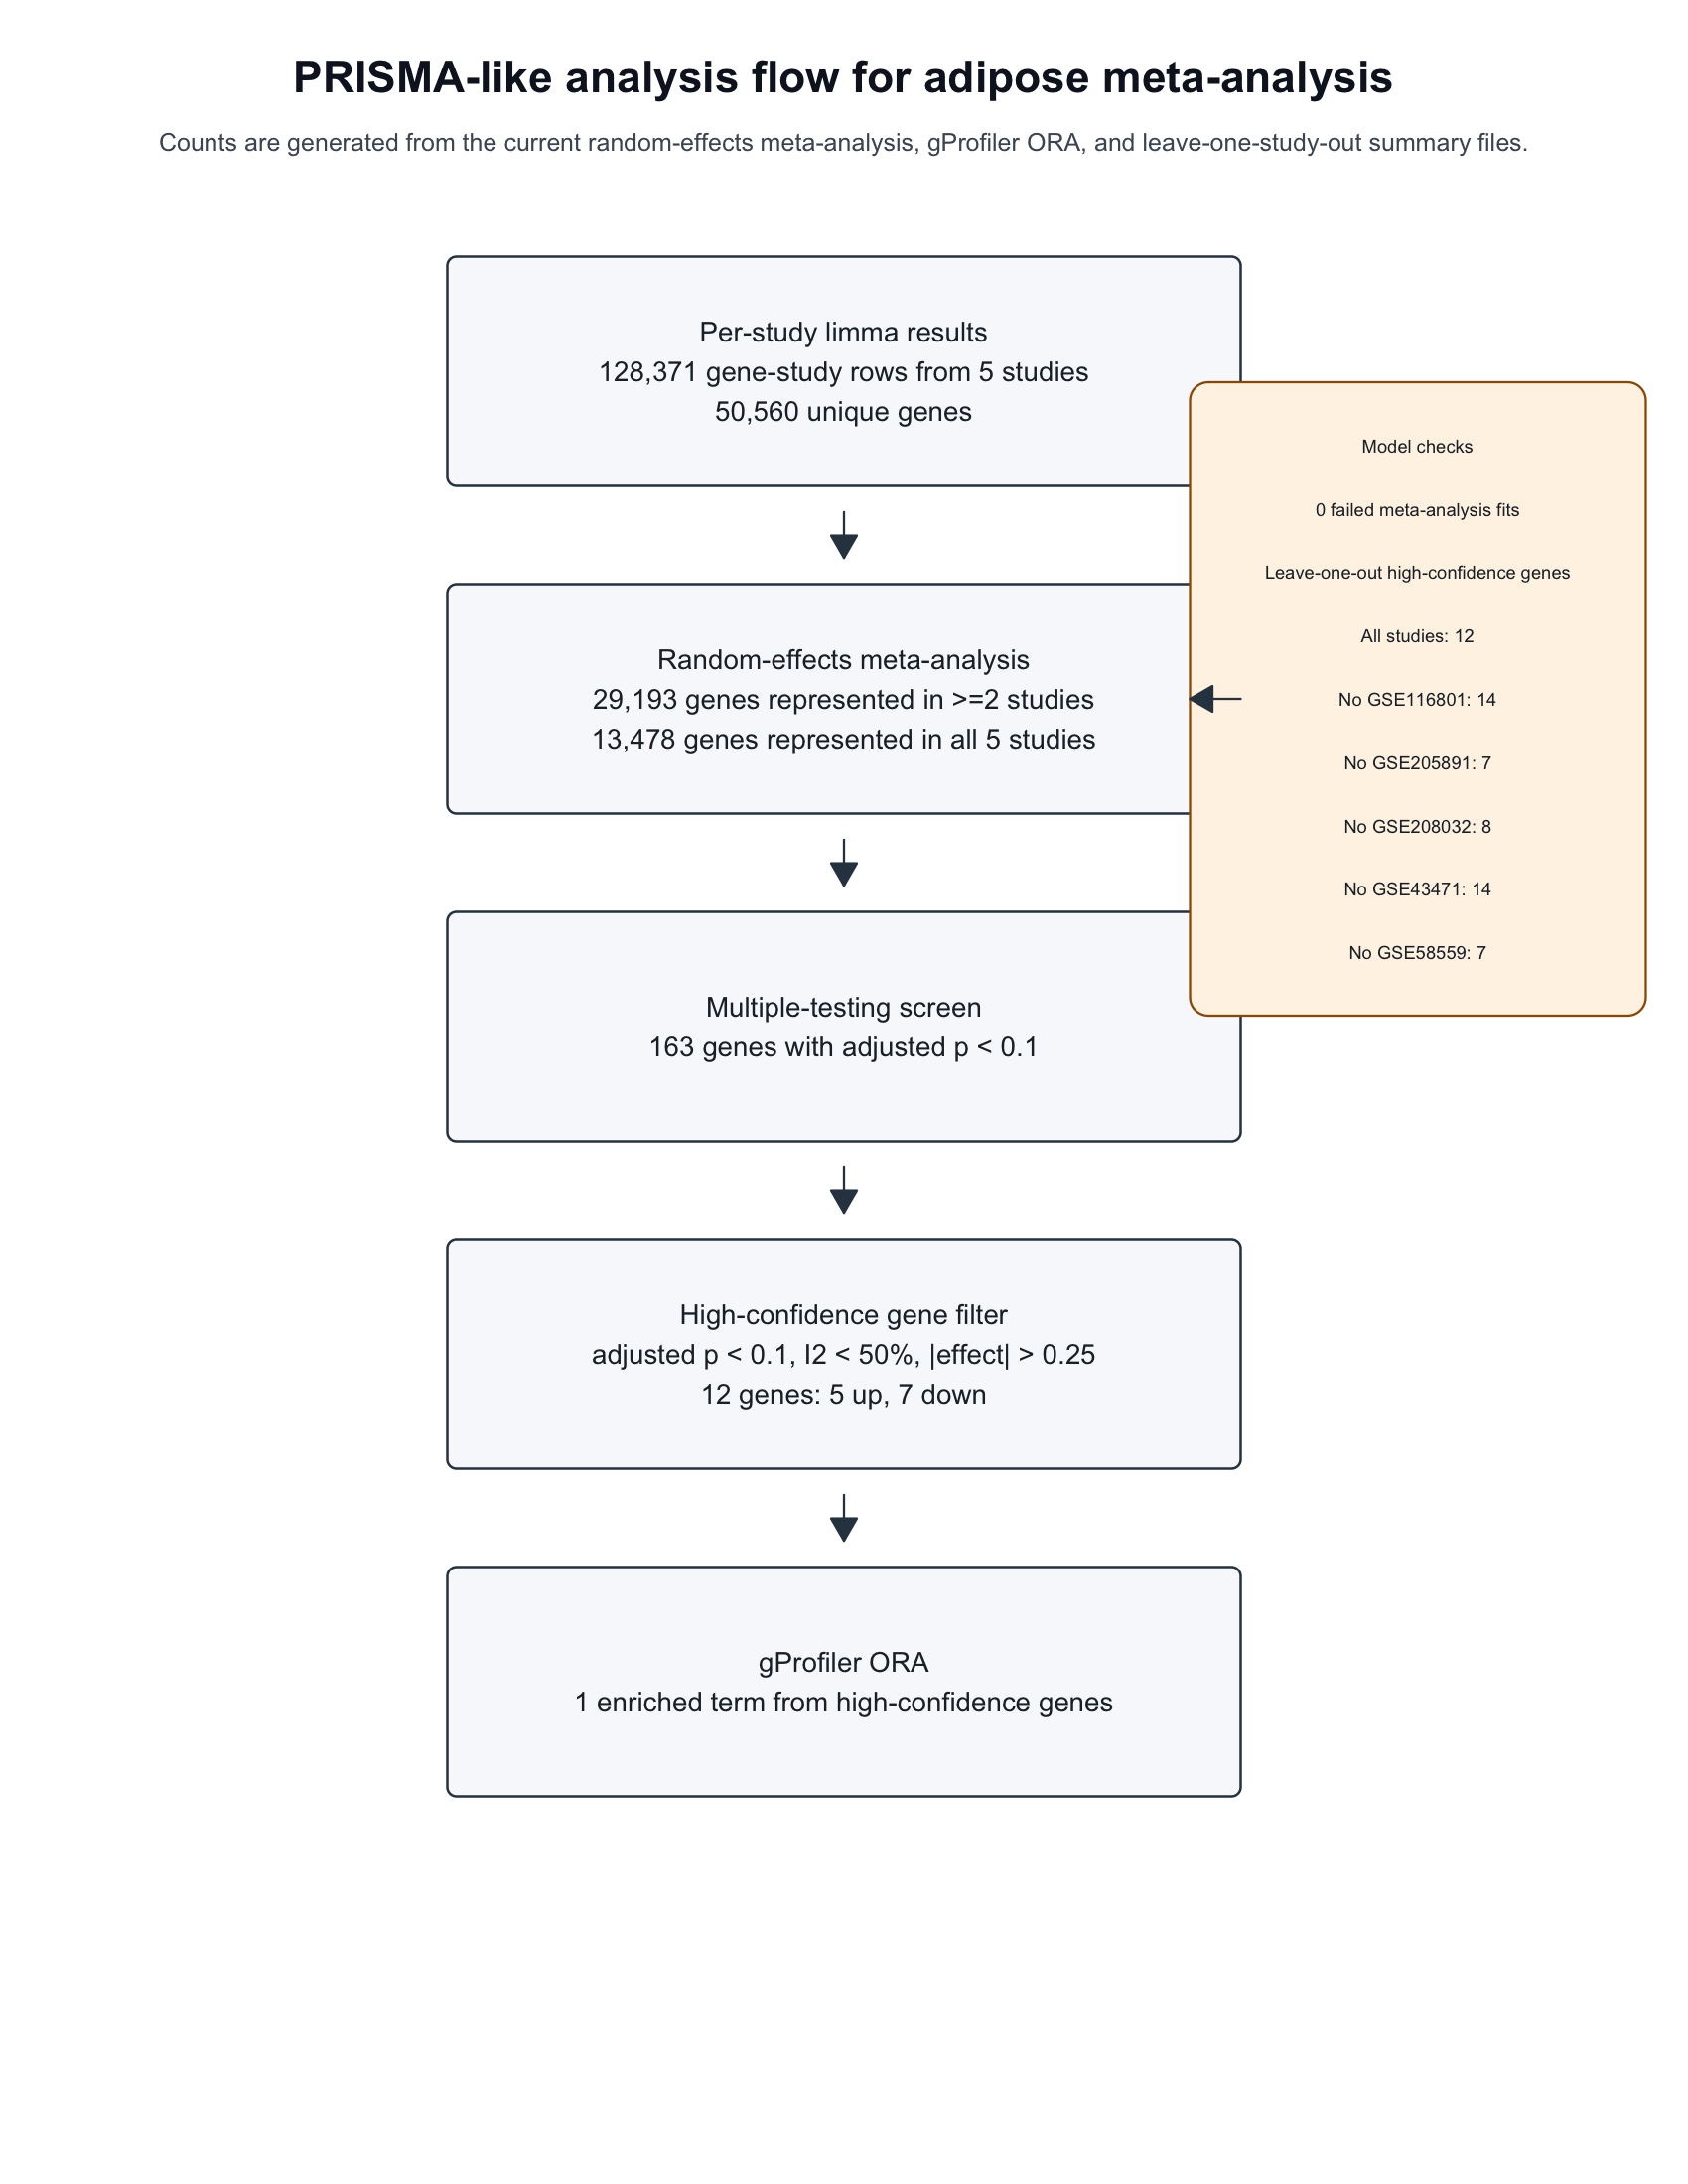 PRISMA-like analysis flow for adipose meta-analysis
Counts are generated from the current random-effects meta-analysis, gProfiler ORA, and leave-one-study-out summary files.
Per-study limma results
128,371 gene-study rows from 5 studies
50,560 unique genes
Model checks
0 failed meta-analysis fits
Leave-one-out high-confidence genes
All studies: 12
No GSE116801: 14
No GSE205891: 7
No GSE208032: 8
No GSE43471: 14
No GSE58559: 7
Random-effects meta-analysis
29,193 genes represented in >=2 studies
13,478 genes represented in all 5 studies
Multiple-testing screen
163 genes with adjusted p < 0.1
High-confidence gene filter
adjusted p < 0.1, I2 < 50%, |effect| > 0.25
12 genes: 5 up, 7 down
gProfiler ORA
1 enriched term from high-confidence genes